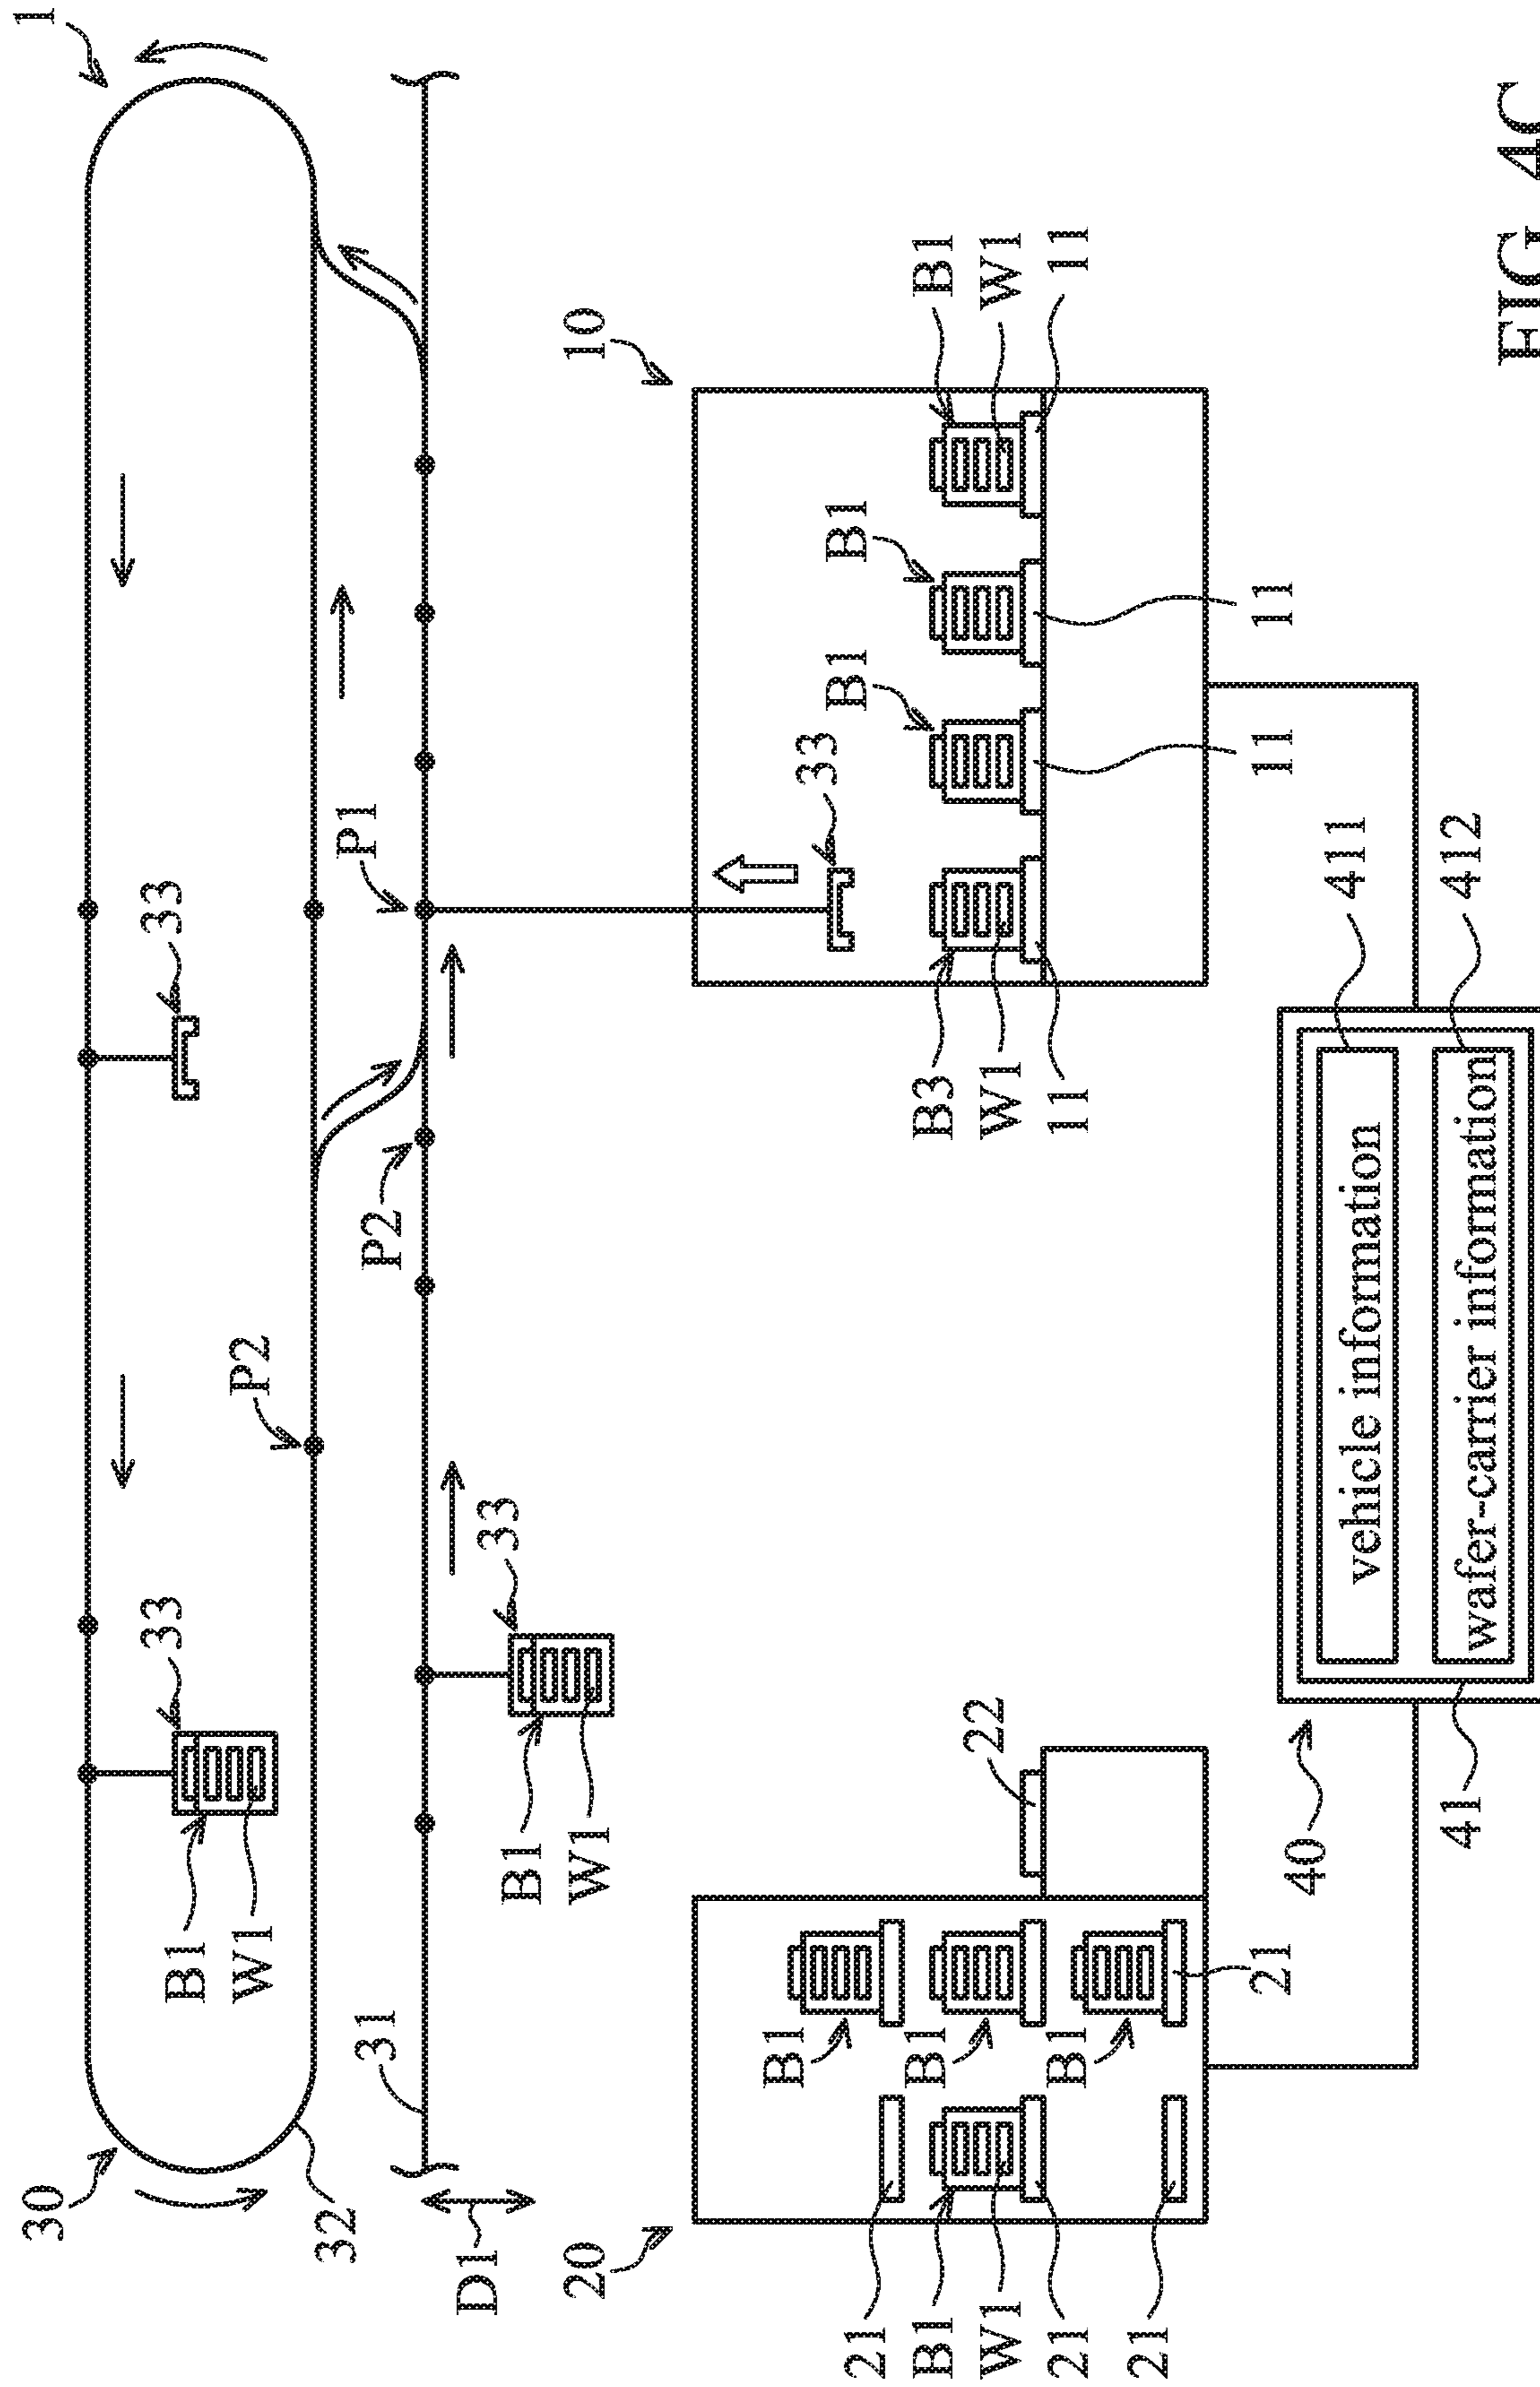 30
1
33
33
B1
W1
P2
32
P1
31
P2
D1
33
B1
20
W1
10
B1
33
21
B1
B1
B1
B1
B3
B1
W1
22
W1
W1
21
B1
11
11
21
21
11
11
40
vehicle information
411
41
wafer-carrier information
412
FIG. 4C